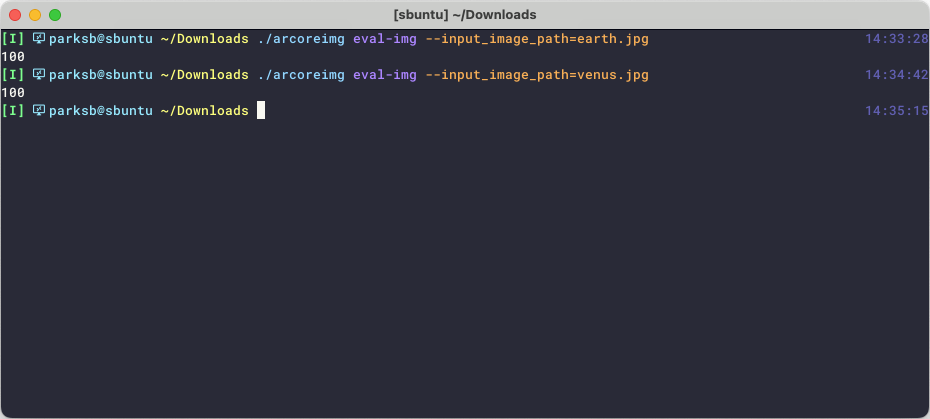 [sbuntu] ~/Downloads
[I] parksb@sbuntu ~/Downloads ./arcoreimg eval-img --input_image_path=earth.jpg 14:33:28
100
[I] parksb@sbuntu ~/Downloads ./arcoreimg eval-img --input_image_path=venus.jpg 14:34:42
100
[I] parksb@sbuntu ~/Downloads 14:35:15